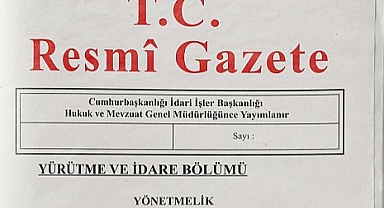 T.C.
Resmî Gazete
Cumhurbaşkanlığı İdari İşler Başkanlığı
Hukuk ve Mevzuat Genel Müdürlüğünce Yayımlanır
Sayı :
YÜRÜTME VE İDARE BÖLÜMÜ
YÖNETMELİK